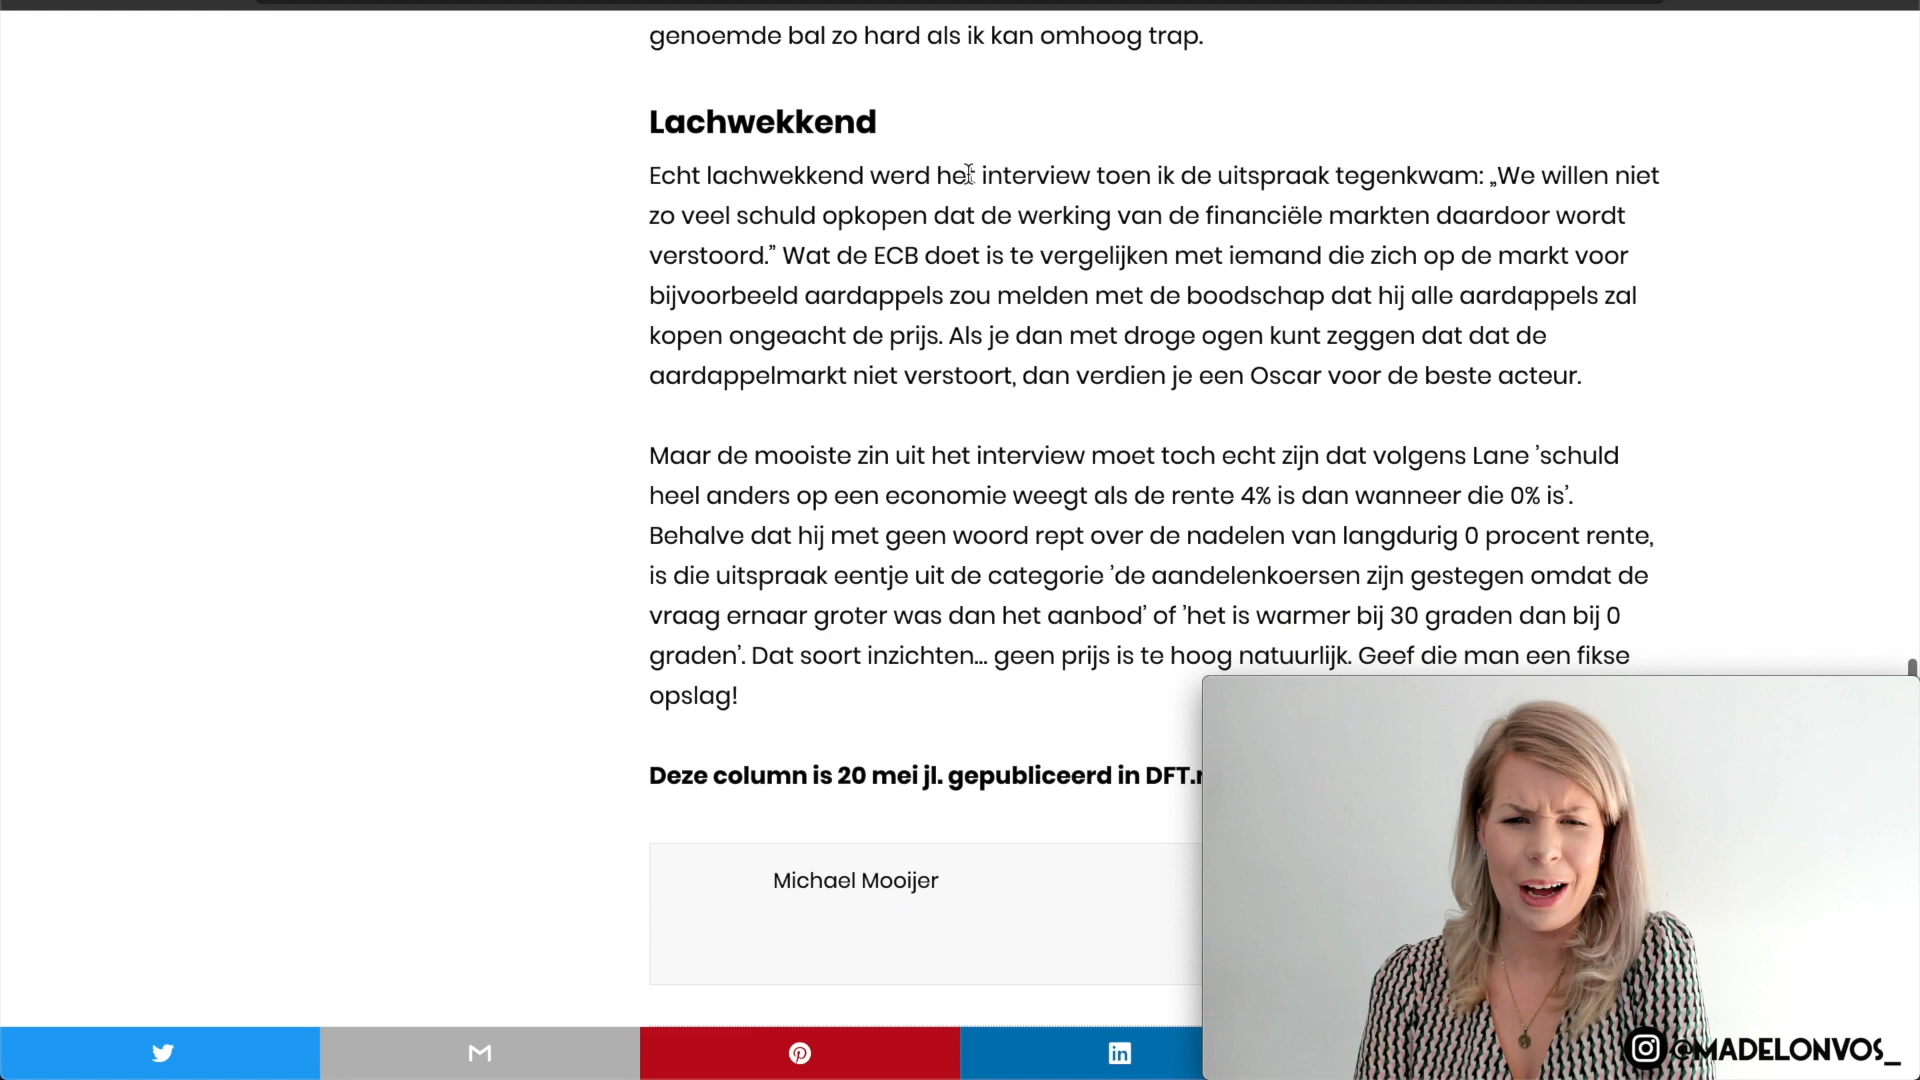 genoemde bal zo hard als ik kan omhoog trap.
Lachwekkend
Echt lachwekkend werd het interview toen ik de uitspraak tegenkwam: „We willen niet
zo veel schuld opkopen dat de werking van de financiële markten daardoor wordt
verstoord.” Wat de ECB doet is te vergelijken met iemand die zich op de markt voor
bijvoorbeeld aardappels zou melden met de boodschap dat hij alle aardappels zal
kopen ongeacht de prijs. Als je dan met droge ogen kunt zeggen dat dat de
aardappelmarkt niet verstoort, dan verdien je een Oscar voor de beste acteur.
Maar de mooiste zin uit het interview moet toch echt zijn dat volgens Lane ’schuld
heel anders op een economie weegt als de rente 4% is dan wanneer die 0% is’.
Behalve dat hij met geen woord rept over de nadelen van langdurig 0 procent rente,
is die uitspraak eentje uit de categorie ’de aandelenkoersen zijn gestegen omdat de
vraag ernaar groter was dan het aanbod’ of ’het is warmer bij 30 graden dan bij 0
graden’. Dat soort inzichten... geen prijs is te hoog natuurlijk. Geef die man een fikse
opslag!
Deze column is 20 mei jl. gepubliceerd in DFT.
Michael Mooijer
@MADELONVOS_